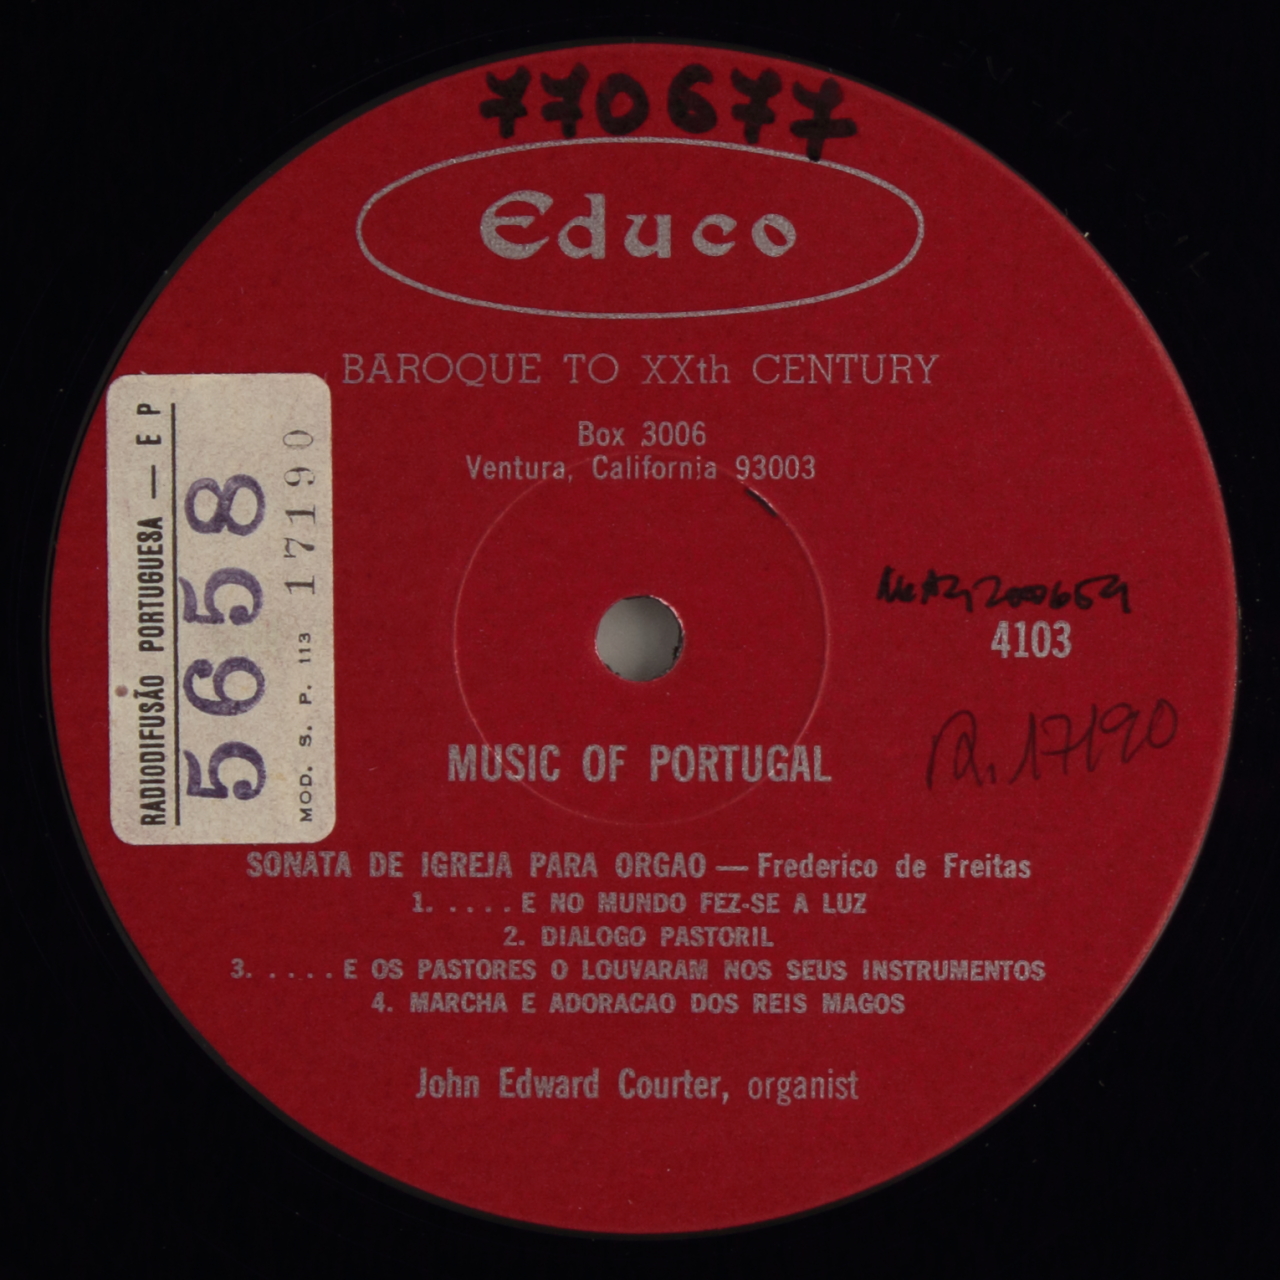 770677
Educo
BAROQUE TO XXth CENTURY
Box 3006
Ventura, California 93003
RADIODIFUSÃO PORTUGUESA — E P
5658
MOD. S. P. 113 17190
4103
R. 17190
MUSIC OF PORTUGAL
SONATA DE IGREJA PARA ORGAO — Frederico de Freitas
1. . . . . . E NO MUNDO FEZ-SE A LUZ
2. DIALOGO PASTORIL
3. . . . . . E OS PASTORES O LOUVARAM NOS SEUS INSTRUMENTOS
4. MARCHA E ADORACAO DOS REIS MAGOS
John Edward Courter, organist